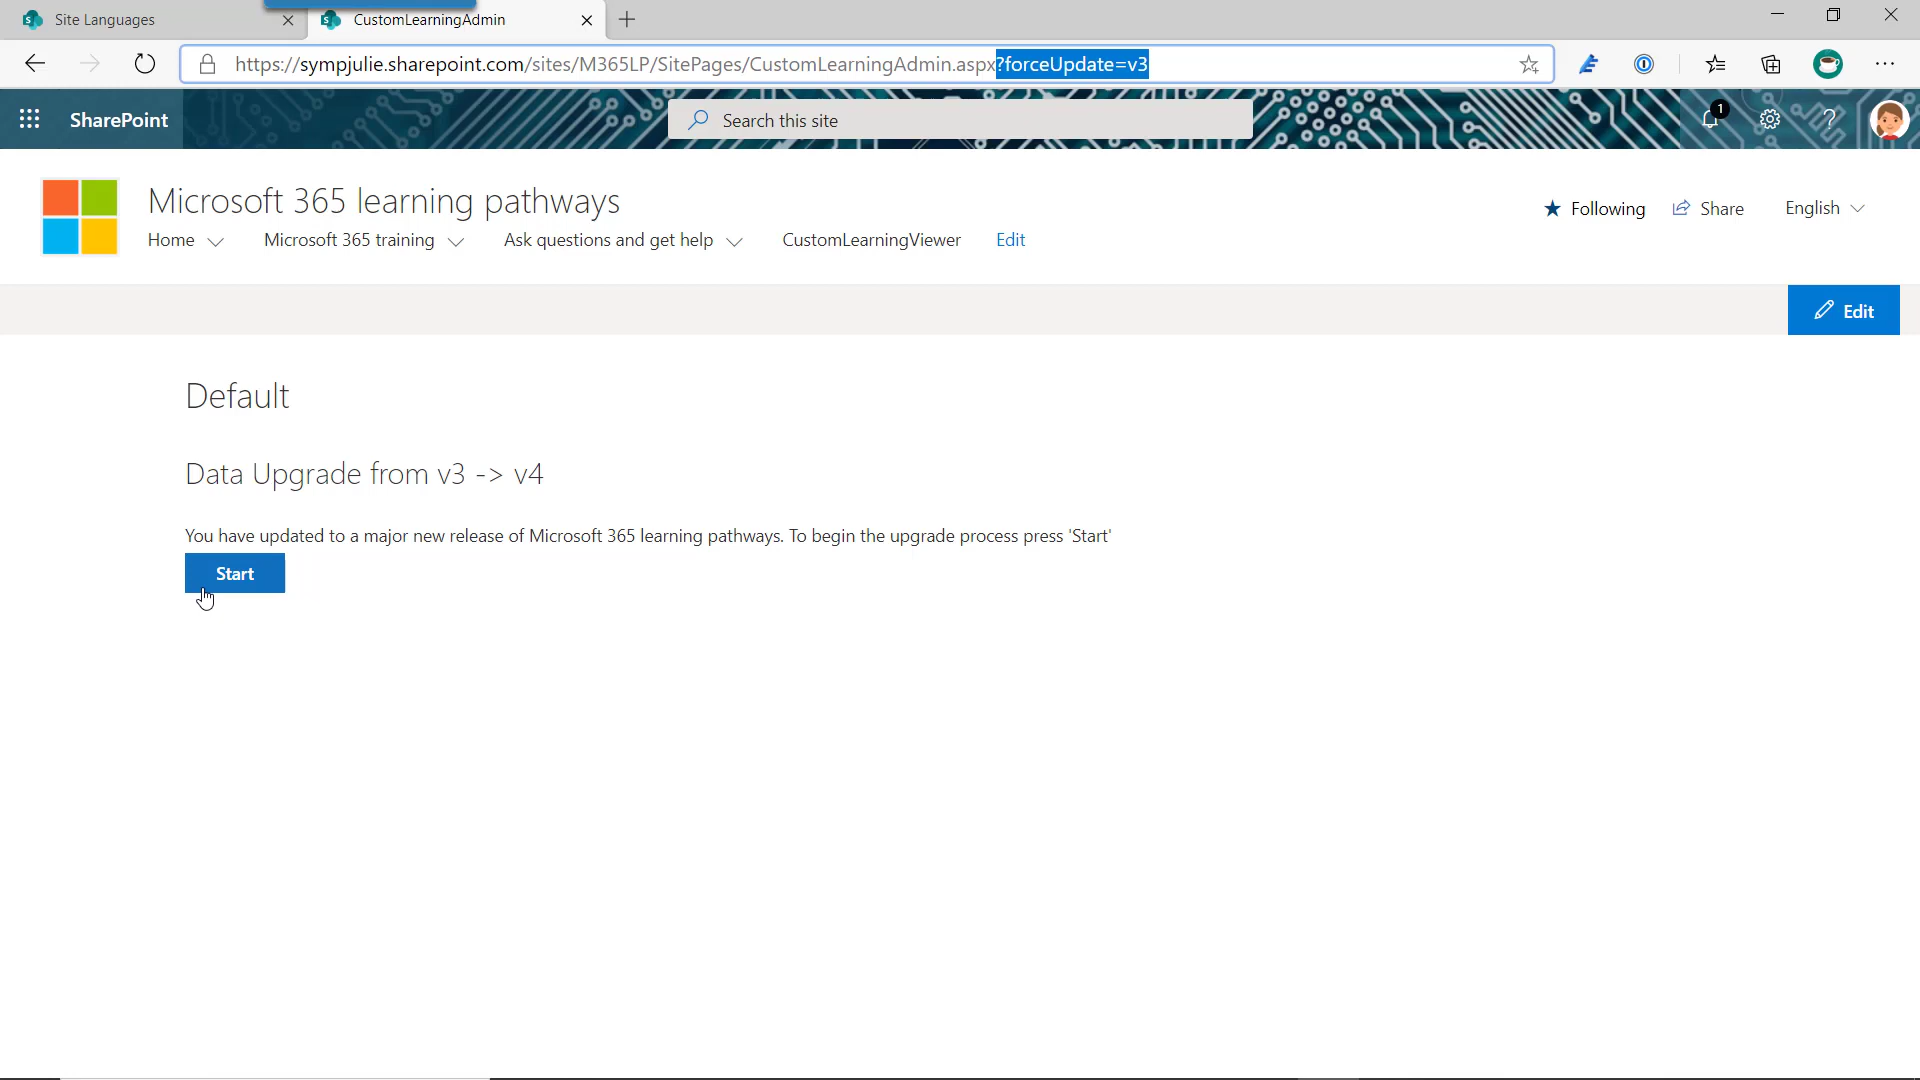 Site Languages
CustomLearningAdmin
https://sympjulie.sharepoint.com/sites/M365LP/SitePages/CustomLearningAdmin.aspx?forceUpdate=v3
SharePoint
Search this site
1
Microsoft 365 learning pathways
Following
Share
English
Home
Microsoft 365 training
Ask questions and get help
CustomLearningViewer
Edit
Edit
Default
Data Upgrade from v3 -> v4
You have updated to a major new release of Microsoft 365 learning pathways. To begin the upgrade process press 'Start'
Start